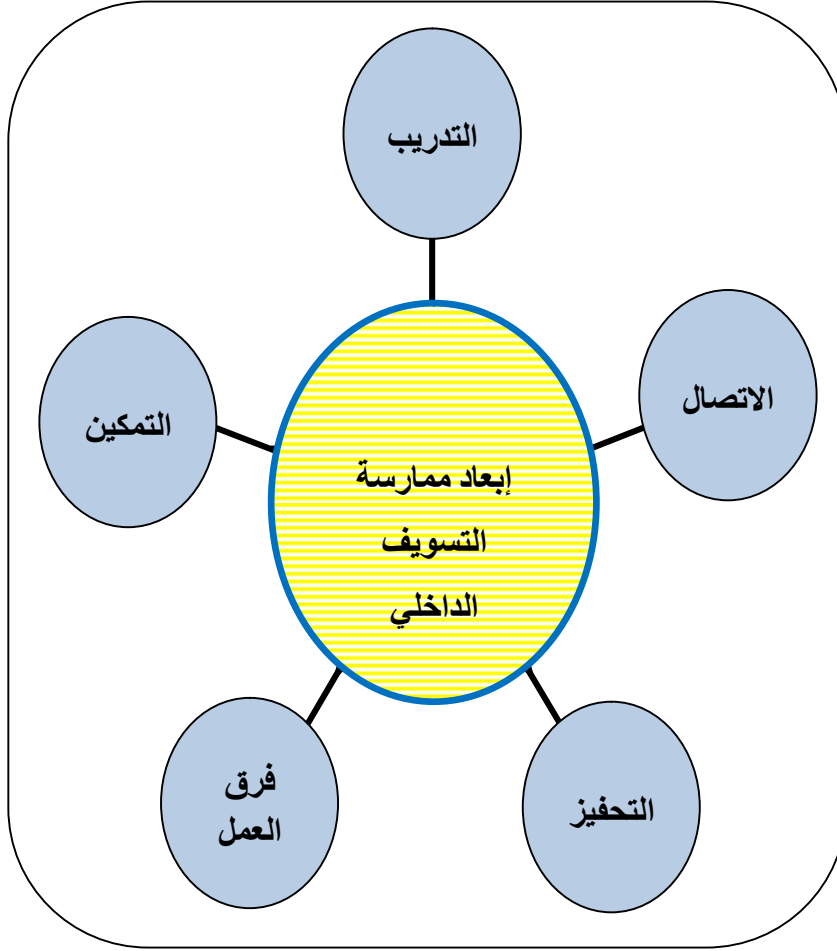 التدريب
الاتصال
التمكين
إبعاد ممارسة
التسويف
الداخلي
فرق
العمل
التحفيز